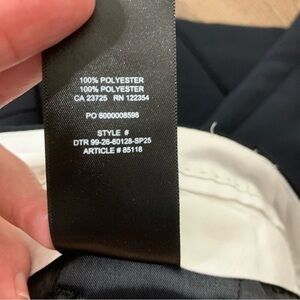 100% POLYESTER
100% POLYESTER
CA 23725 RN 122354
PO 6000008598
STYLE #
DTR 99-26-60128-SP25
ARTICLE # 85118